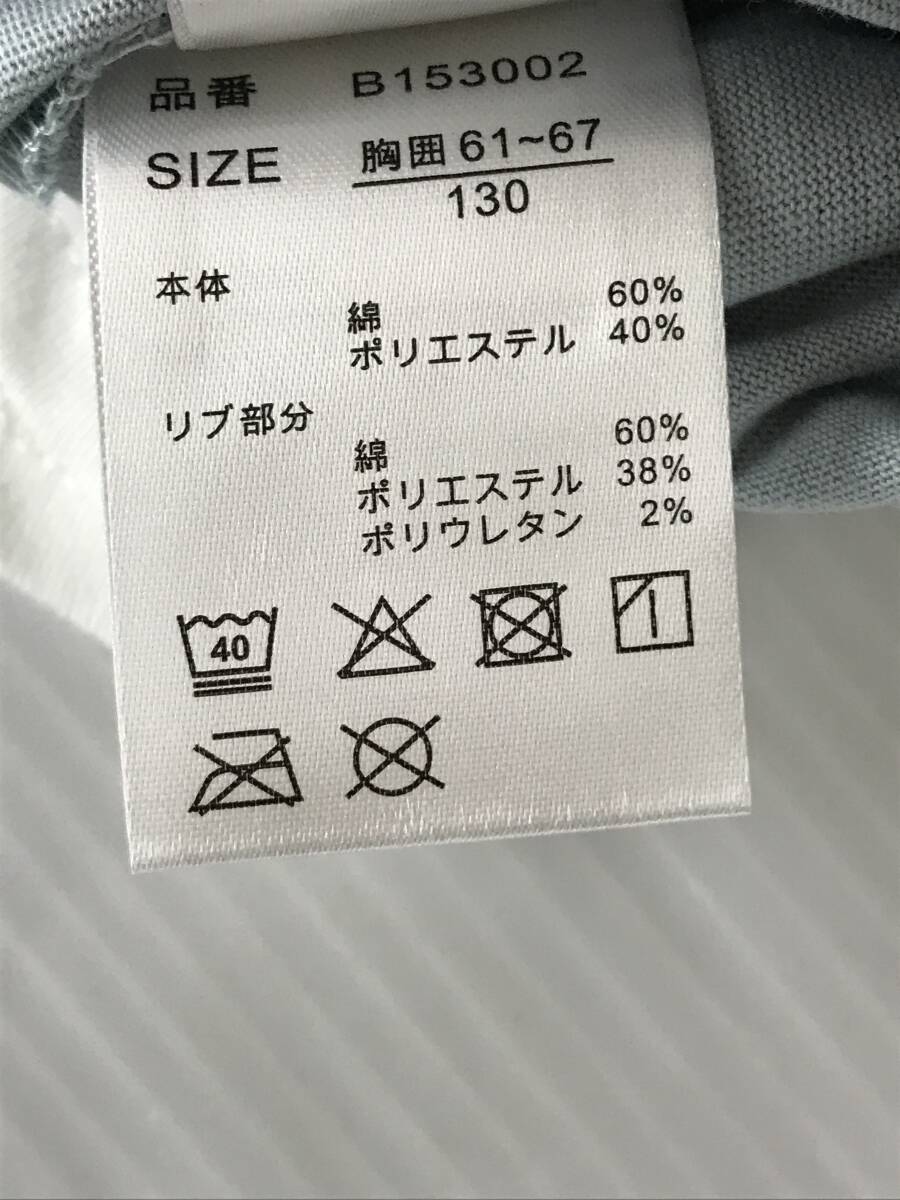 品番 B153002
SIZE 胸囲 61~67
130
本体
綿 60%
ポリエステル 40%
リブ部分
綿 60%
ポリエステル 38%
ポリウレタン 2%
40